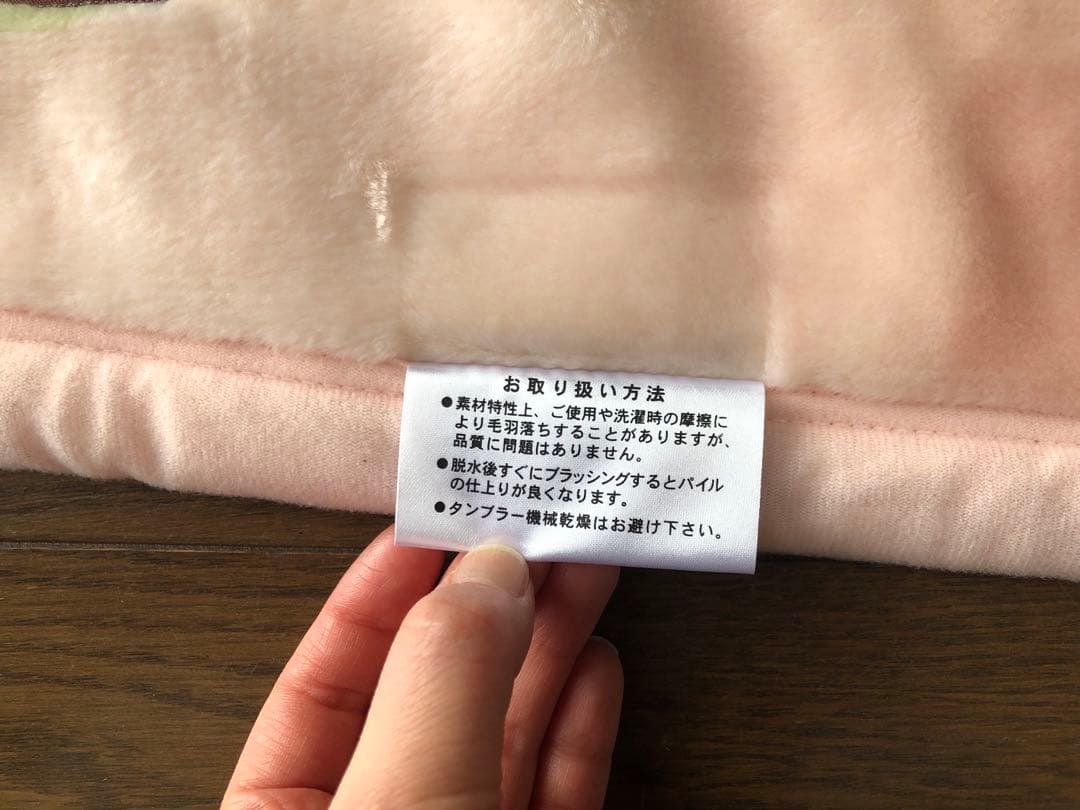 お取り扱い方法
●素材特性上、ご使用や洗濯時の摩擦に
より毛羽落ちすることがありますが、
品質に問題はありません。
●脱水後すぐにブラッシングするとパイル
の仕上りが良くなります。
●タンブラー機械乾燥はお避け下さい。